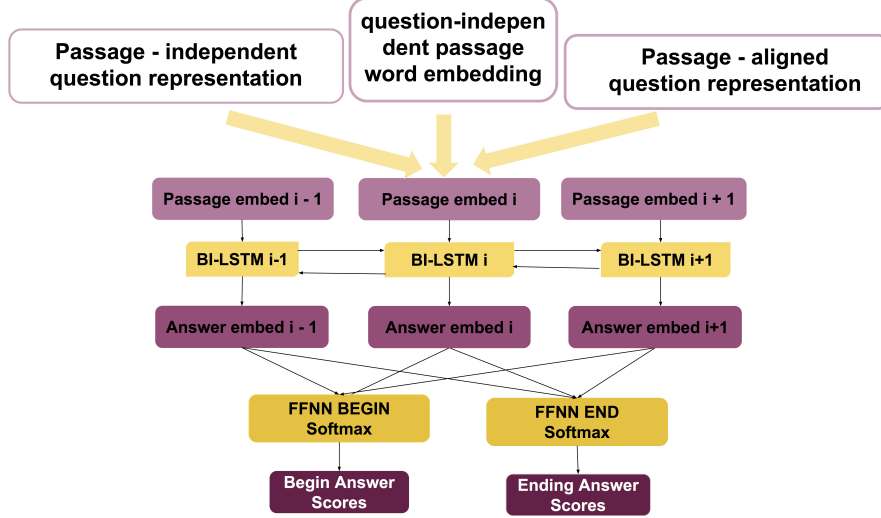 Passage - independent
question representation
question-indepen
dent passage
word embedding
Passage - aligned
question representation
Passage embed i - 1
Passage embed i
Passage embed i + 1
BI-LSTM i-1
BI-LSTM i
BI-LSTM i+1
Answer embed i - 1
Answer embed i
Answer embed i+1
FFNN BEGIN
Softmax
FFNN END
Softmax
Begin Answer
Scores
Ending Answer
Scores